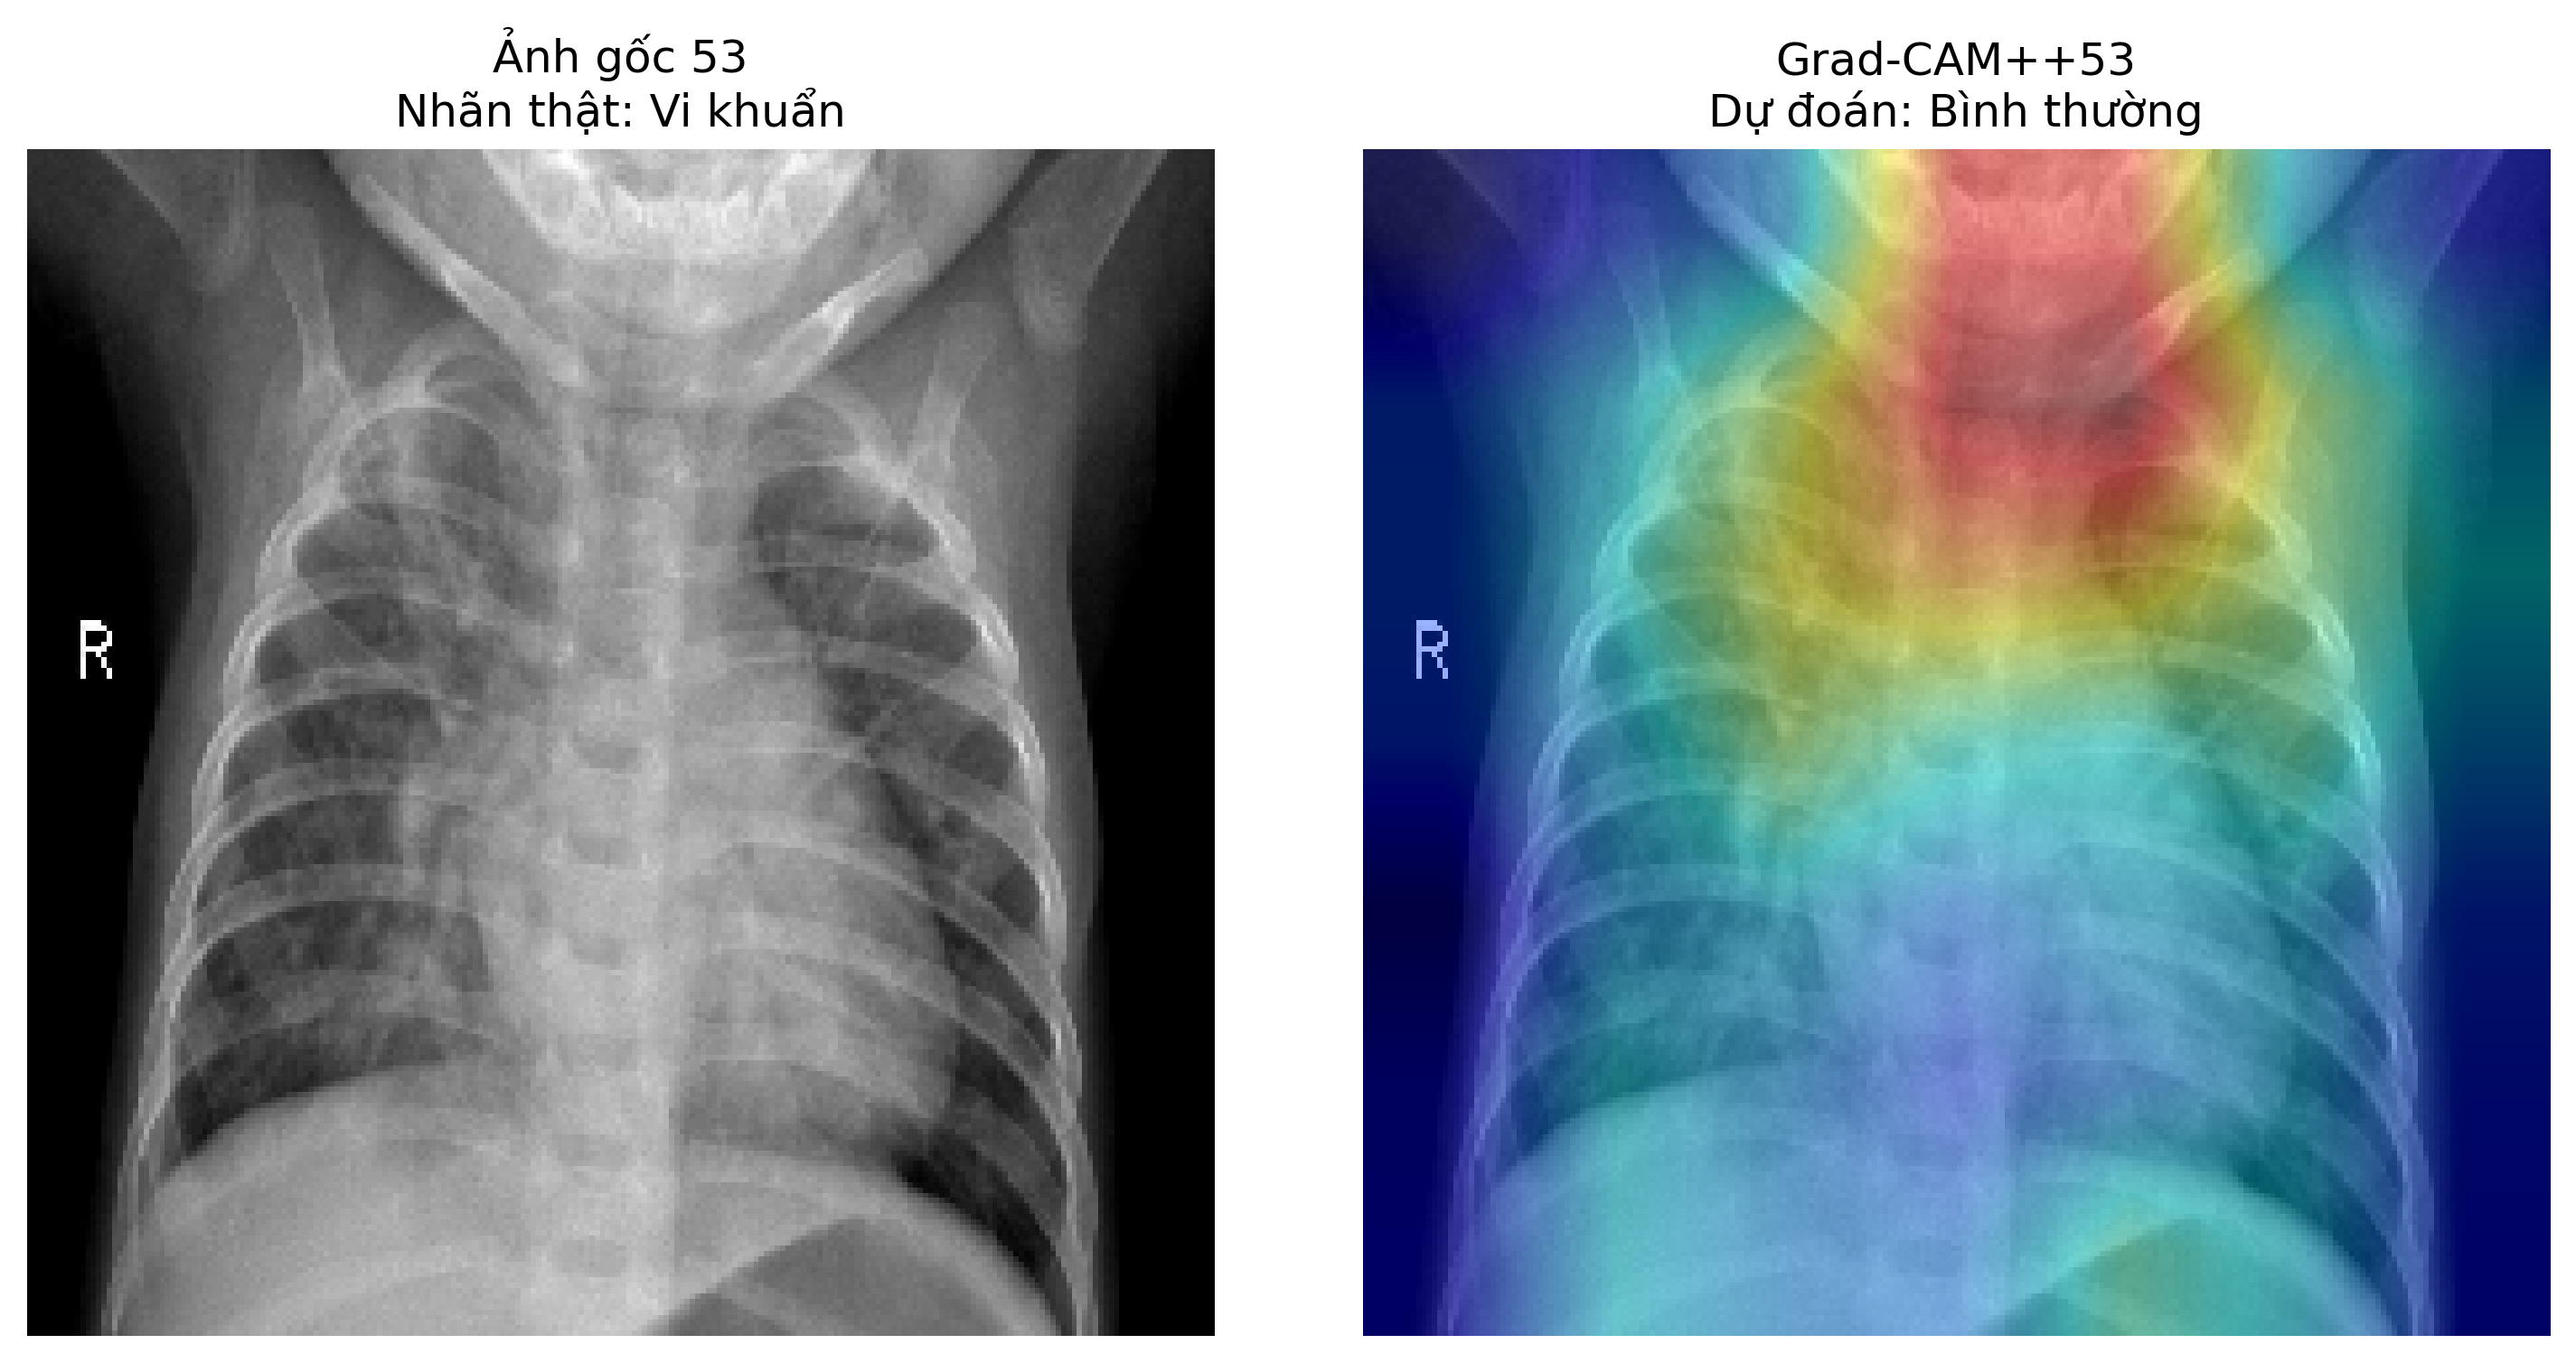 Ảnh gốc 53
Nhãn thật: Vi khuẩn
Grad-CAM++53
Dự đoán: Bình thường
R
R